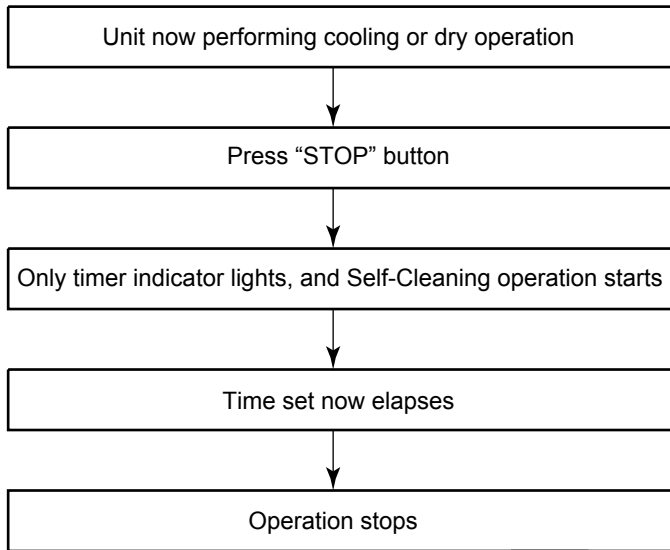 Unit now performing cooling or dry operation
Press “STOP” button
Only timer indicator lights, and Self-Cleaning operation starts
Time set now elapses
Operation stops